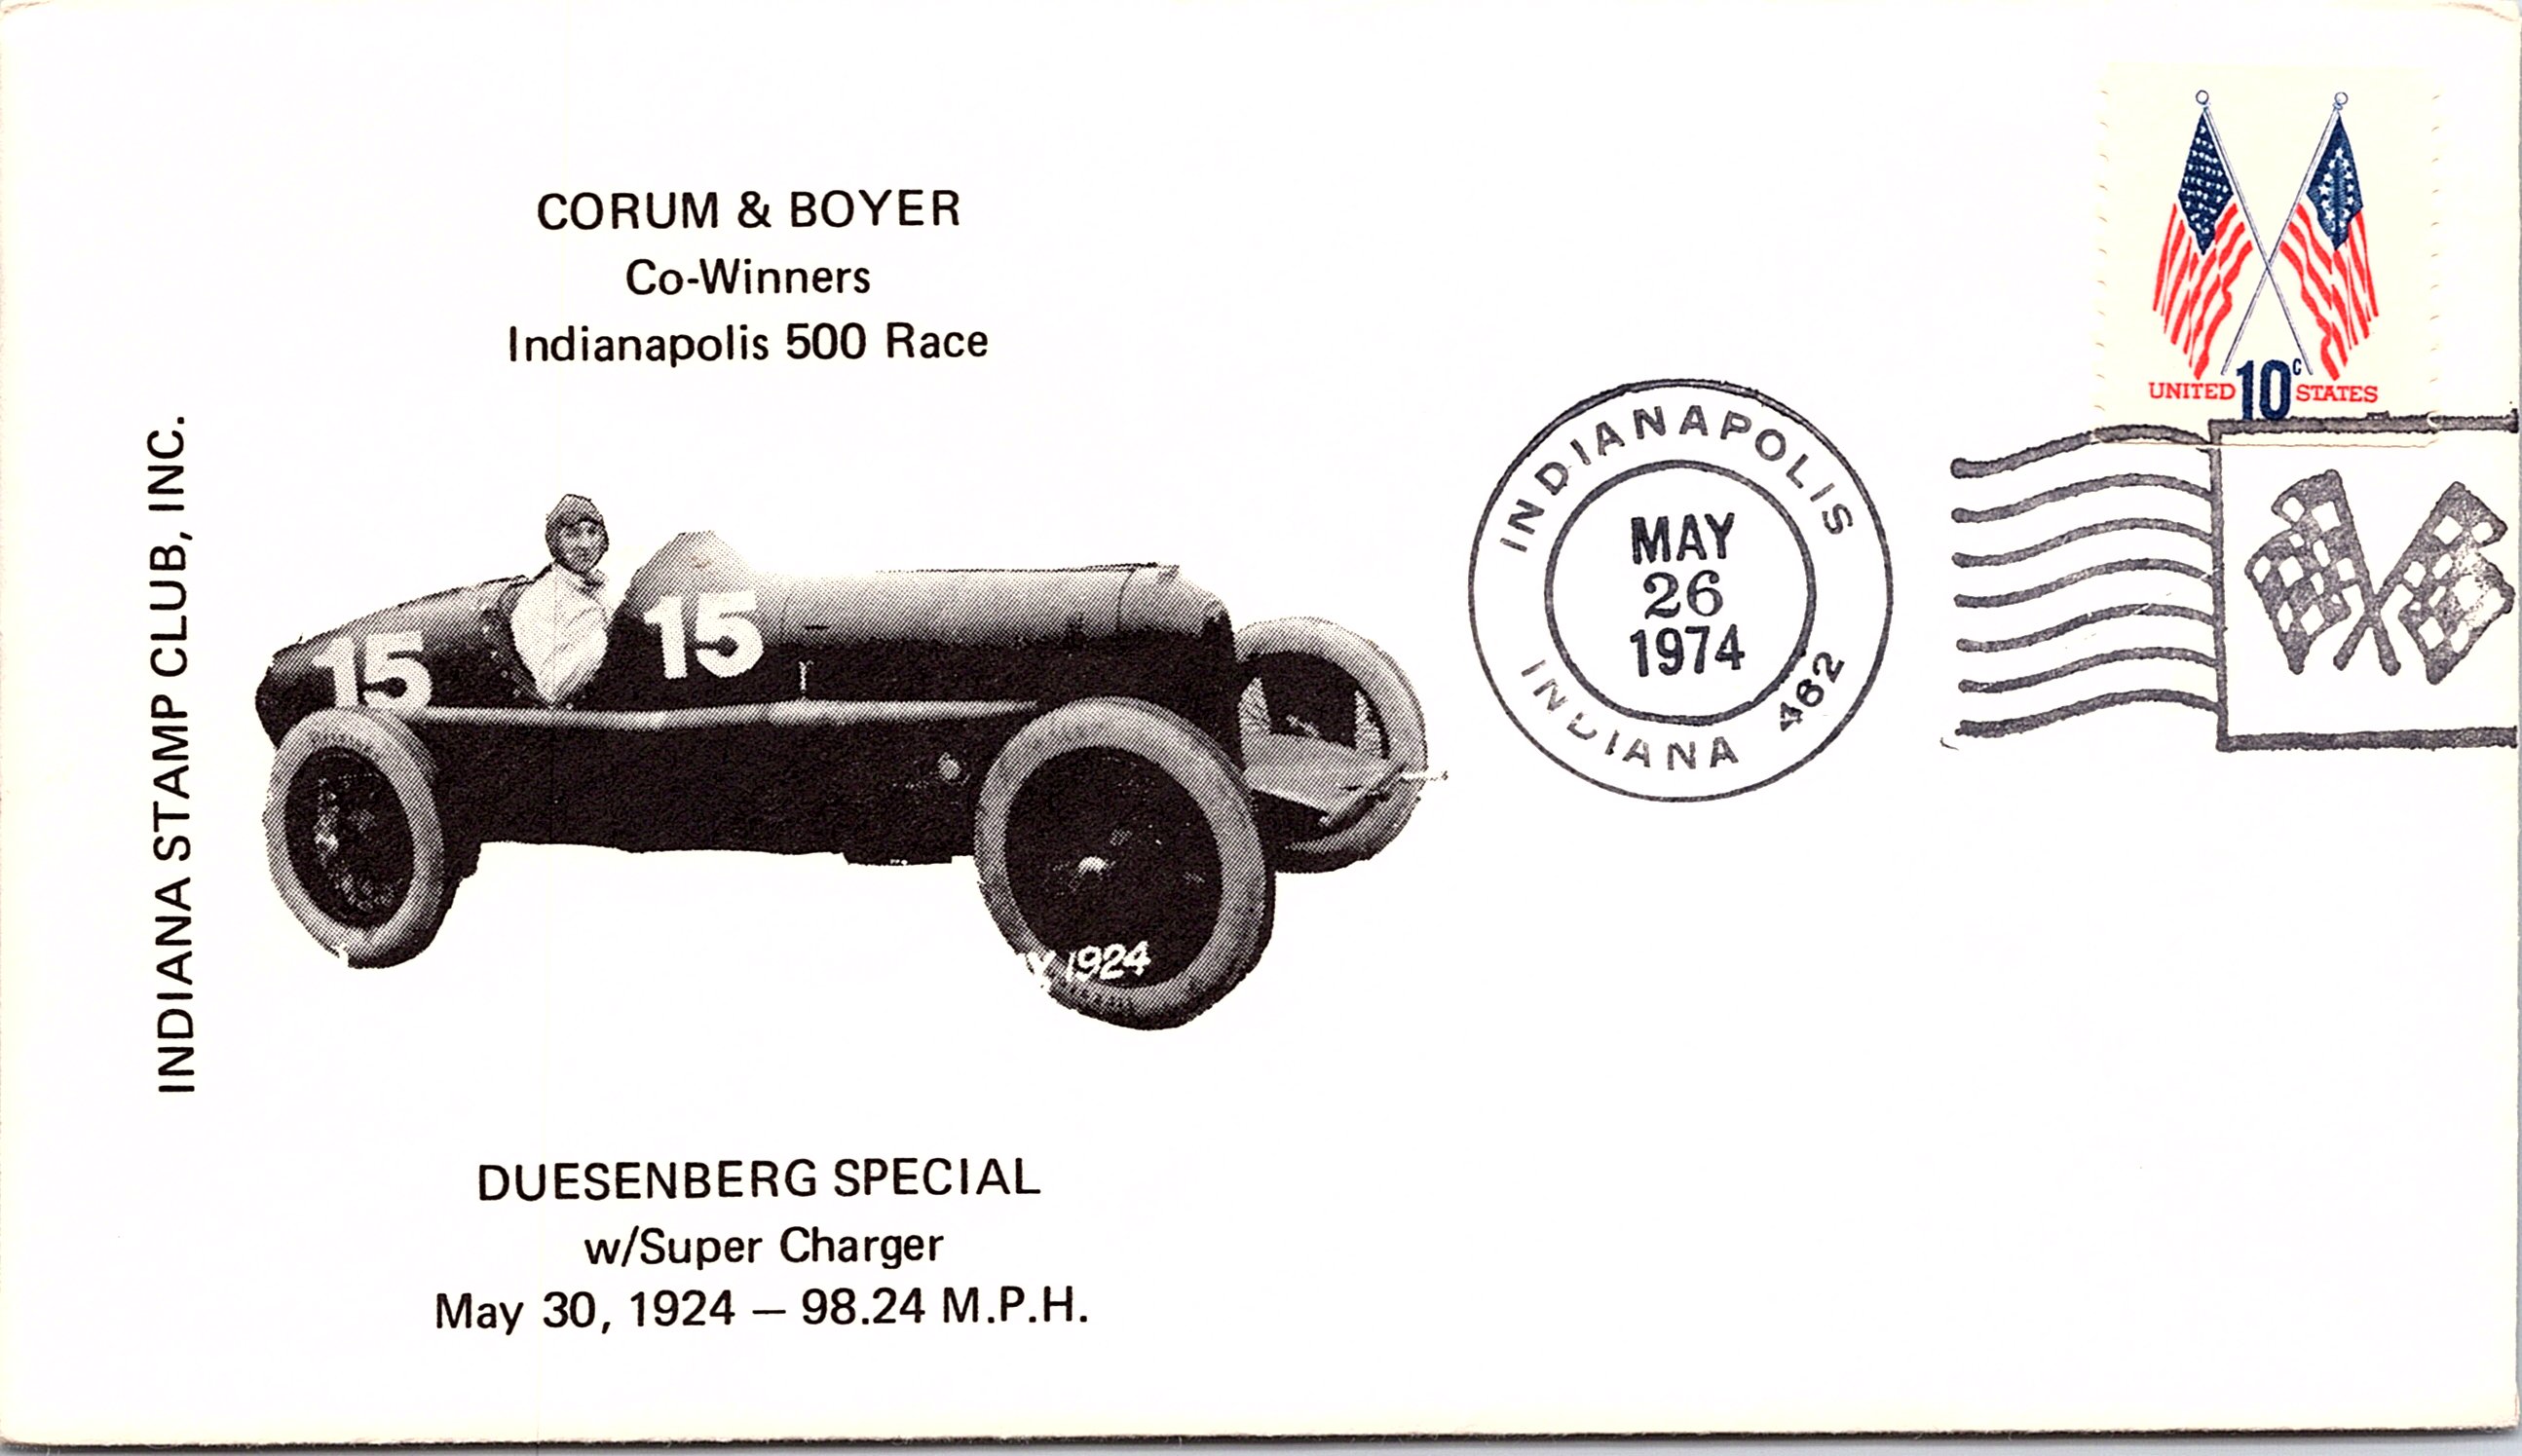 CORUM & BOYER
Co-Winners
Indianapolis 500 Race
INDIANA STAMP CLUB, INC.
15
15
1924
DUESENBERG SPECIAL
w/Super Charger
May 30, 1924 — 98.24 M.P.H.
INDIANAPOLIS
MAY
26
1974
INDIANA 462
UNITED 10c STATES